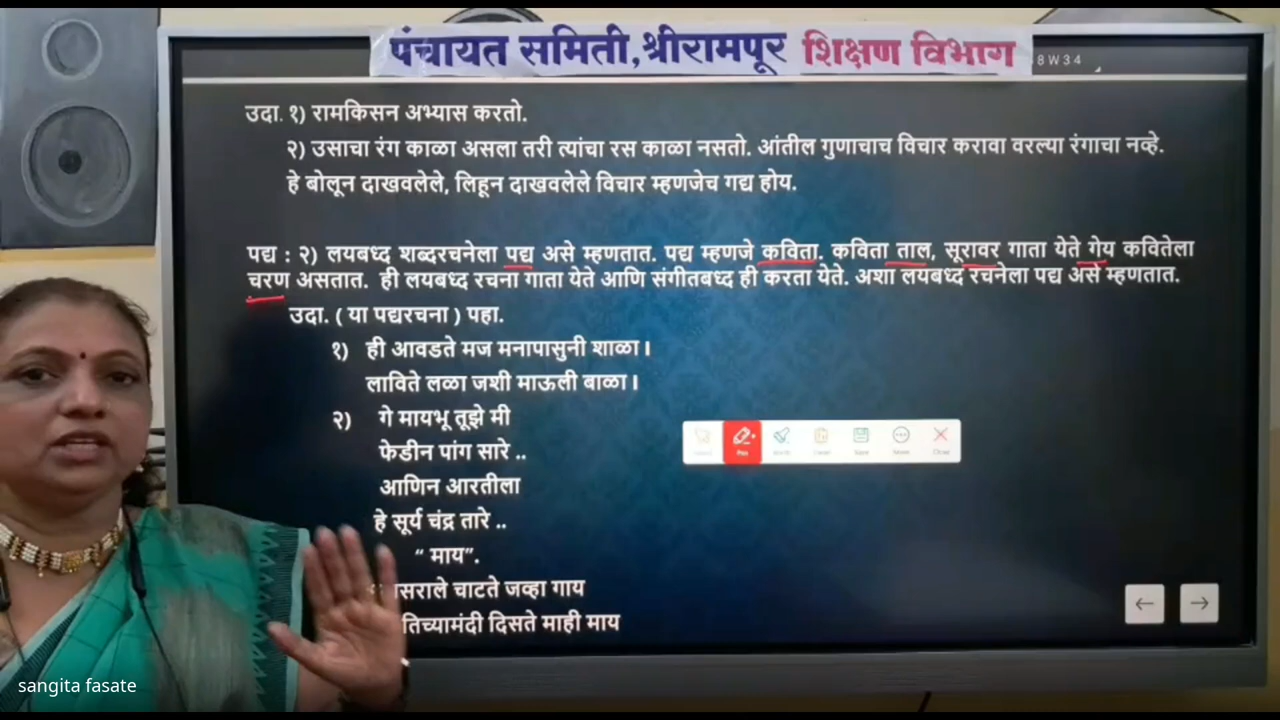 पंचायत समिती,श्रीरामपूर शिक्षण विभाग
8W34
उदा. १) रामकिसन अभ्यास करतो.
२) उसाचा रंग काळा असला तरी त्यांचा रस काळा नसतो. आंतील गुणाचाच विचार करावा वरल्या रंगाचा नव्हे.
हे बोलून दाखवलेले, लिहून दाखवलेले विचार म्हणजेच गद्य होय.
पद्य : २) लयबध्द शब्दरचनेला पद्य असे म्हणतात. पद्य म्हणजे कविता. कविता ताल, सूरावर गाता येते गेय कवितेला
चरण असतात. ही लयबध्द रचना गाता येते आणि संगीतबध्द ही करता येते. अशा लयबध्द रचनेला पद्य असे म्हणतात.
उदा. ( या पद्यरचना ) पहा.
१) ही आवडते मज मनापासुनी शाळा ।
लाविते लळा जशी माऊली बाळा ।
२) गे मायभू तूझे मी
फेडीन पांग सारे ..
आणिन आरतीला
हे सूर्य चंद्र तारे ..
“ माय”.
चाटते जव्हा गाय
तिच्यामंदी दिसते माही माय
Pen
Close
sangita fasate